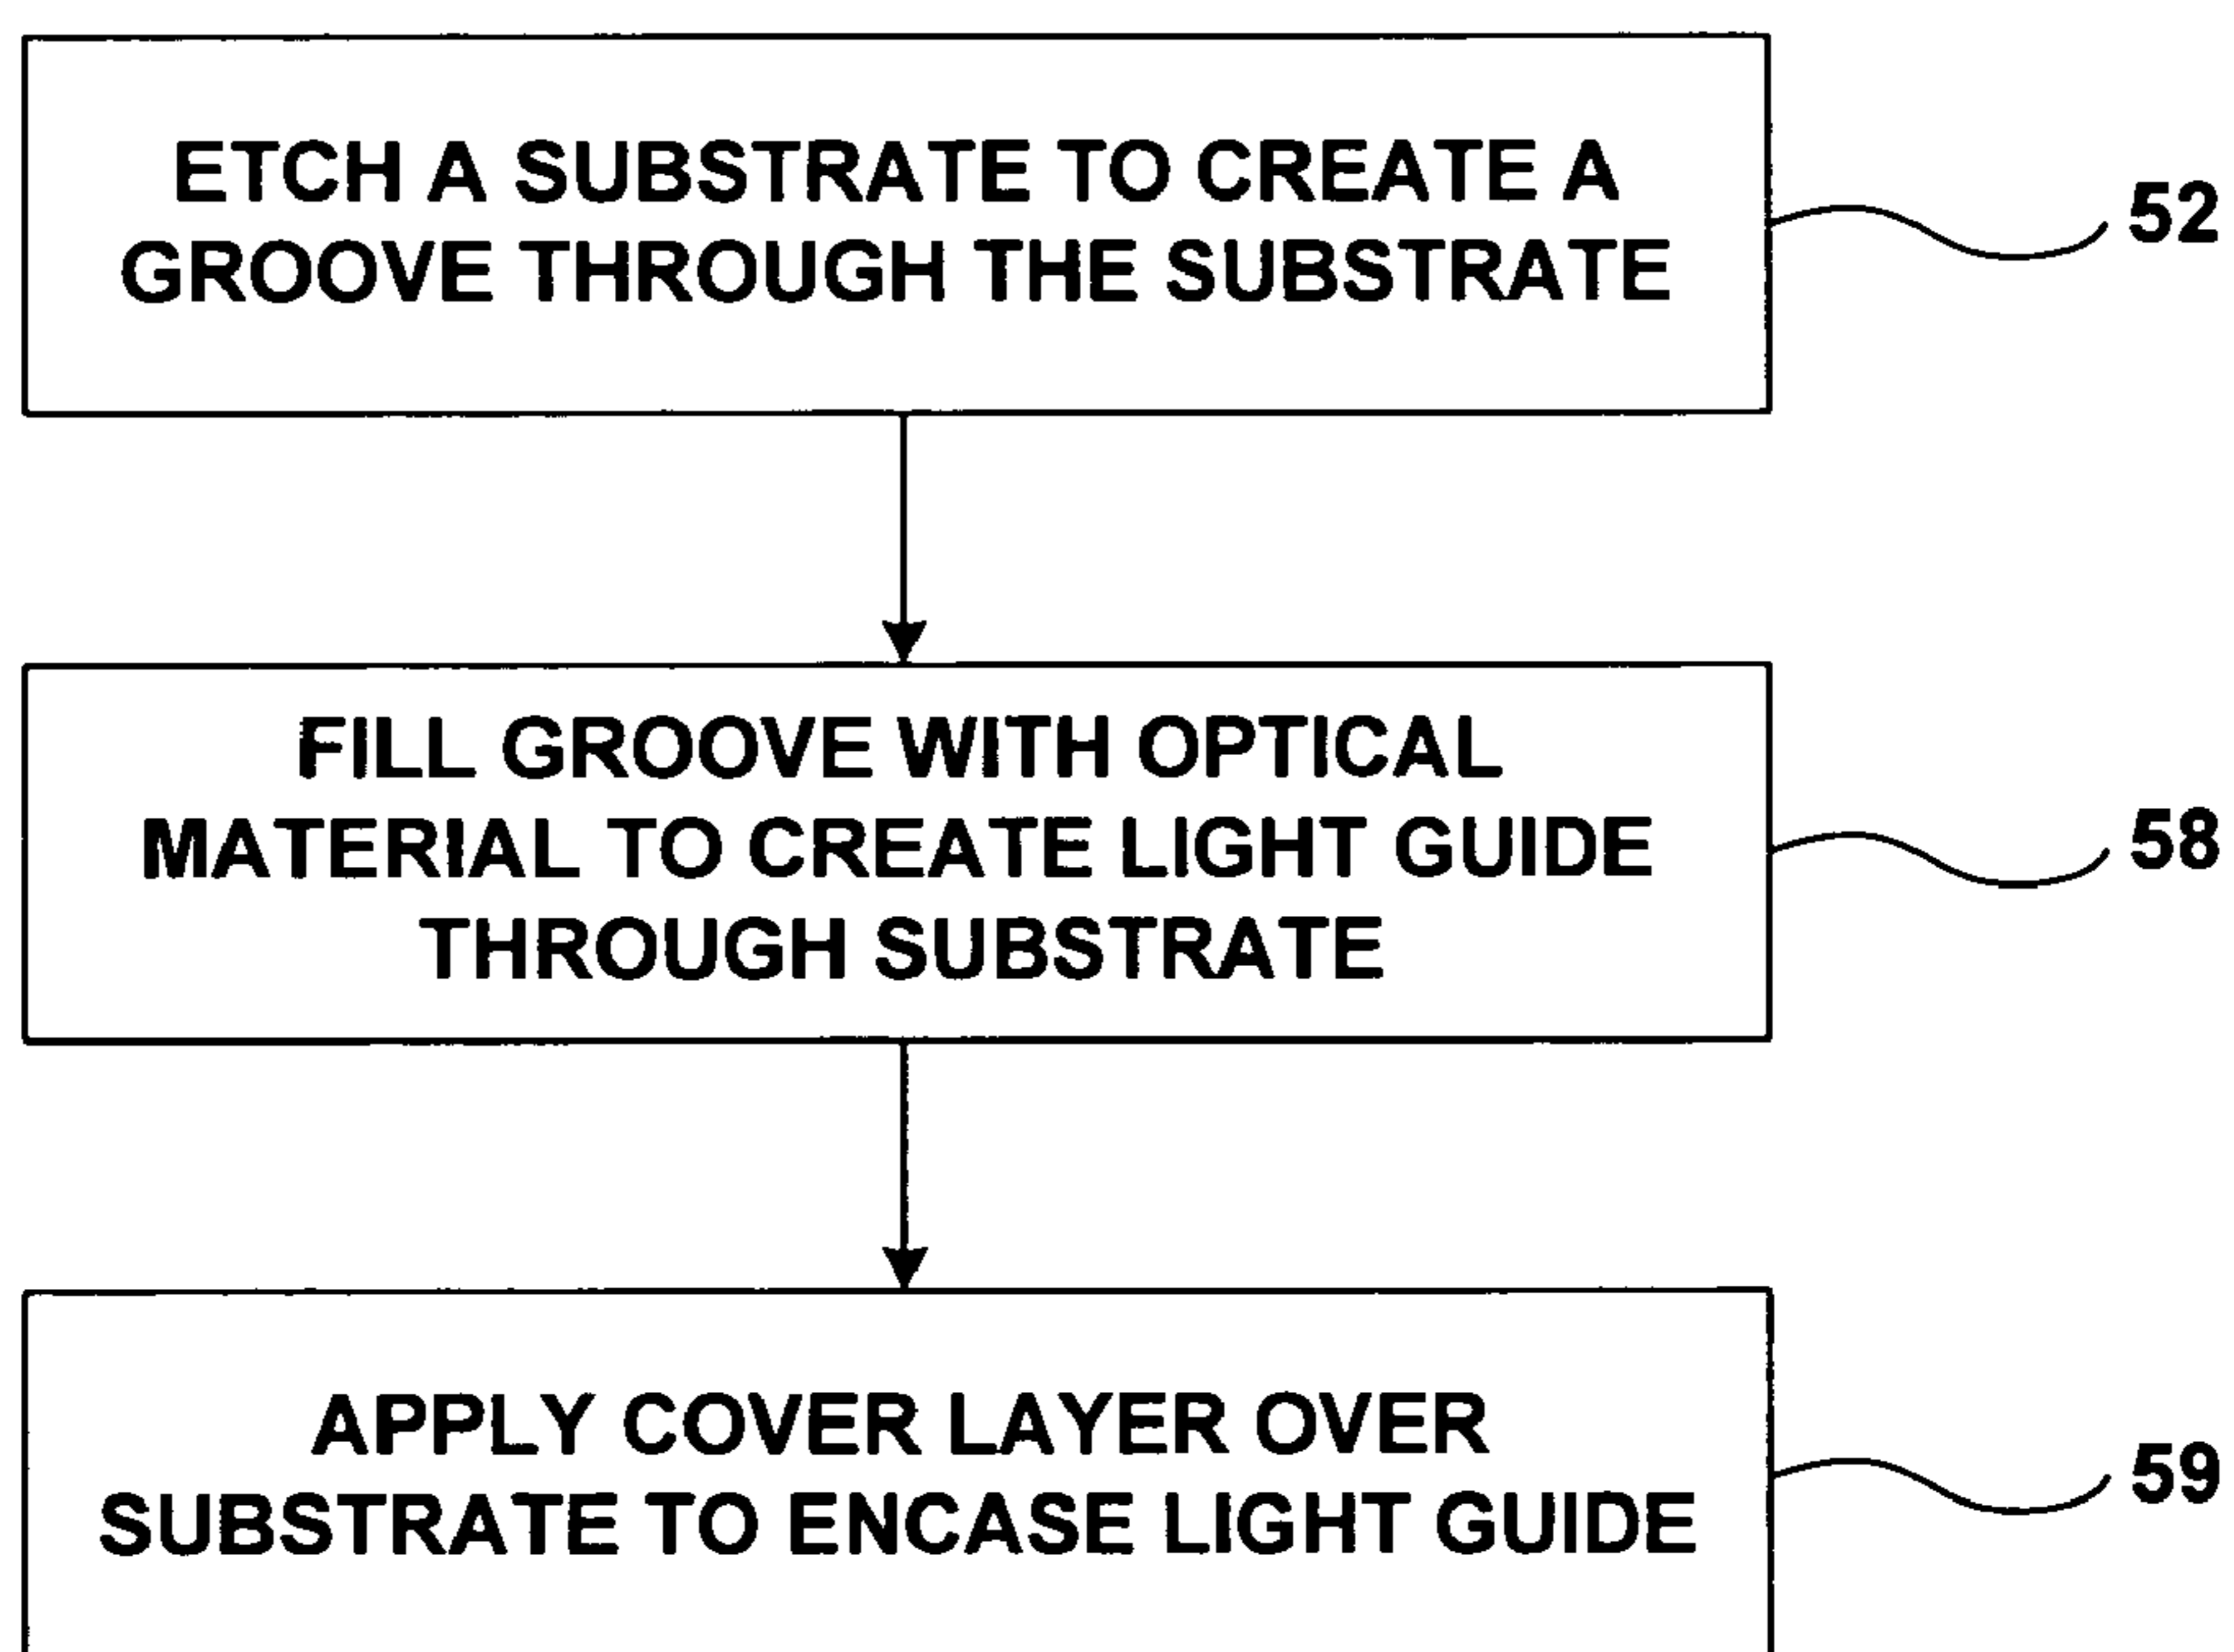 ETCH A SUBSTRATE TO CREATE A
GROOVE THROUGH THE SUBSTRATE
52
FILL GROOVE WITH OPTICAL
MATERIAL TO CREATE LIGHT GUIDE
THROUGH SUBSTRATE
58
APPLY COVER LAYER OVER
SUBSTRATE TO ENCASE LIGHT GUIDE
59